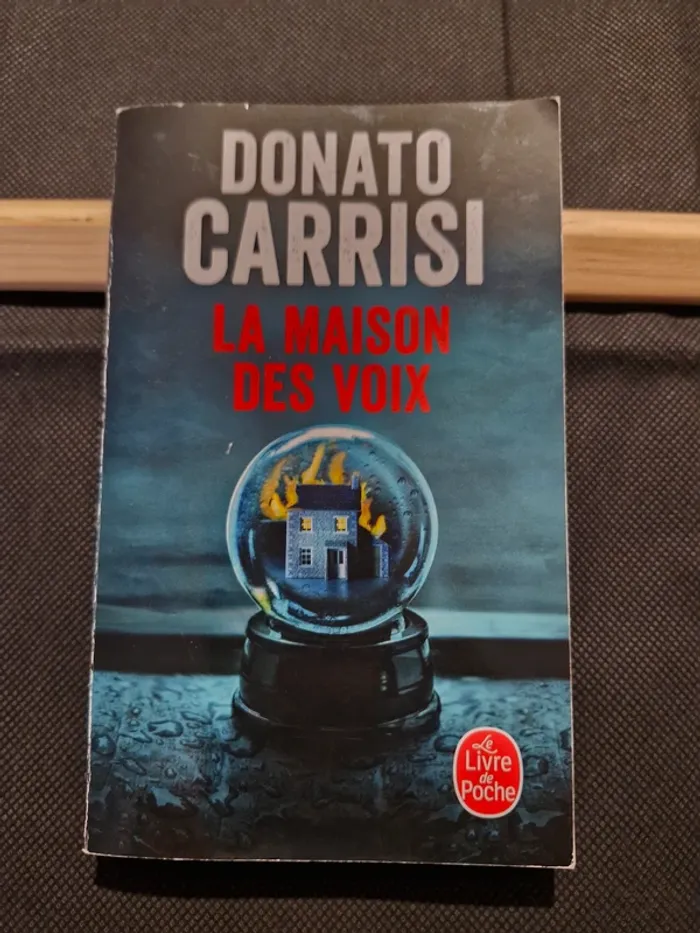 DONATO
CARRISI
LA MAISON
DES VOIX
Le
Livre
de
Poche